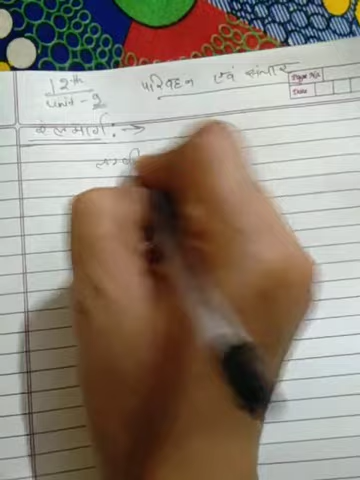 12th परिवहन एवं संचार
Unit - 2
Page No.
Date
रेलमार्ग : →